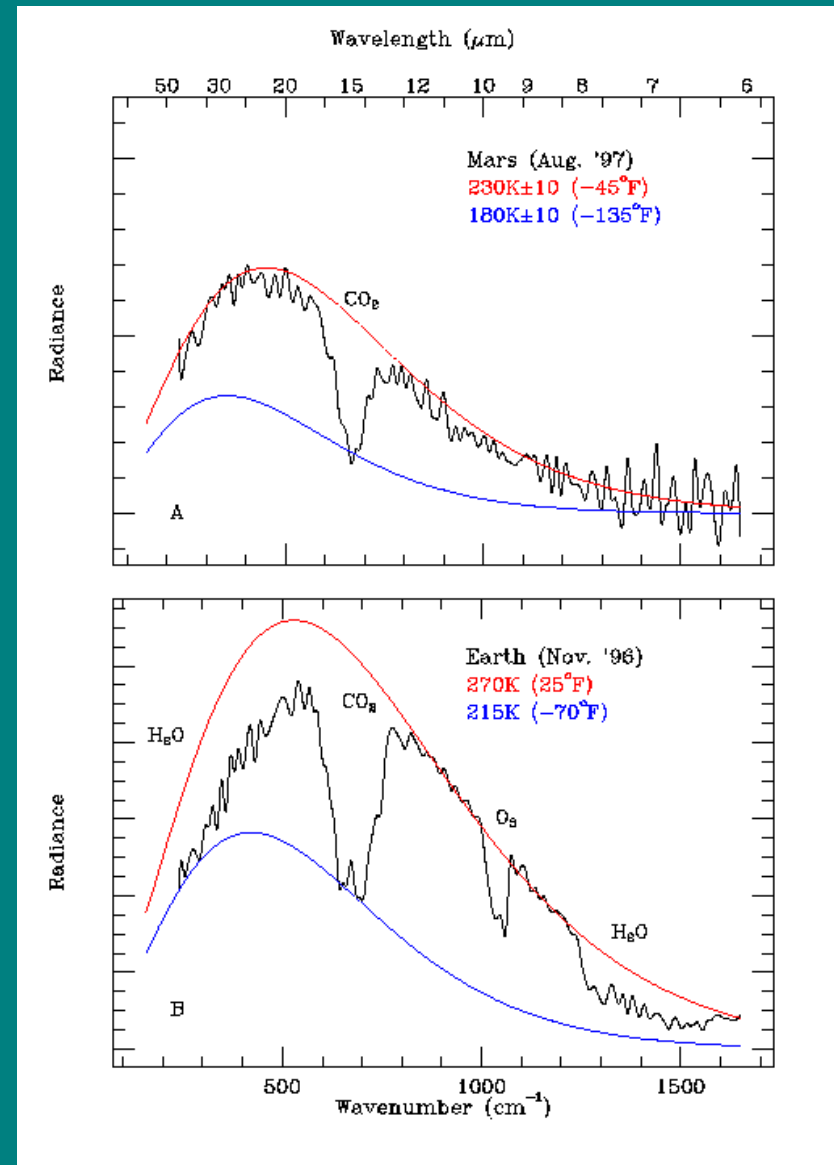 Wavelength (μm)
50 30 20 15 12 10 9 8 7 6
Mars (Aug. '97)
230K±10 (−45°F)
180K±10 (−135°F)
CO₂
Radiance
A
Earth (Nov. '96)
270K (25°F)
215K (−70°F)
CO₂
H₂O
O₃
Radiance
H₂O
B
500 1000 1500
Wavenumber (cm⁻¹)